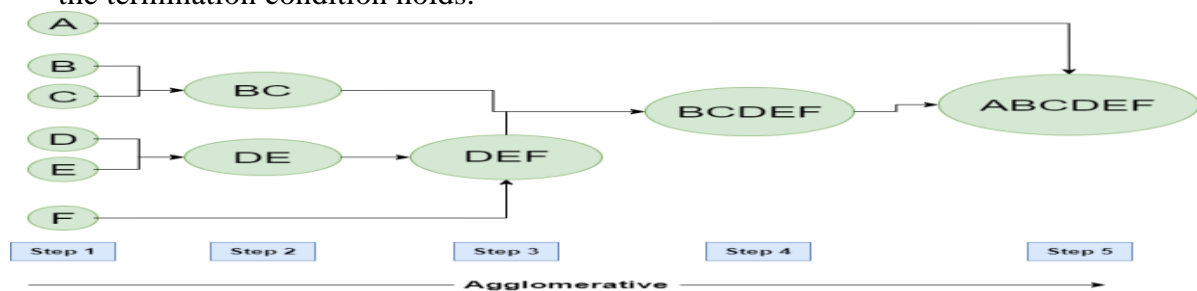 the termination condition holds.
A
B
C
BC
D
E
DE
DEF
F
BCDEF
ABCDEF
Step 1
Step 2
Step 3
Step 4
Step 5
Agglomerative